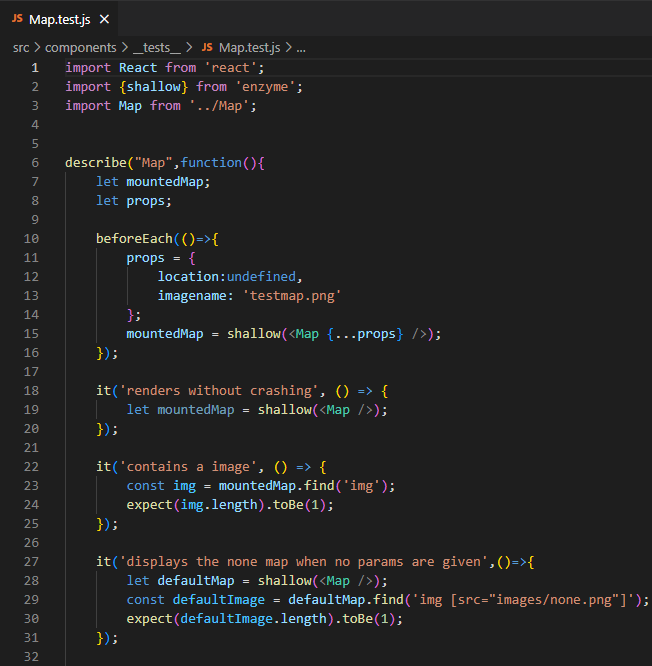 JS Map.test.js ×
src > components > __tests__ > JS Map.test.js > ...
1 import React from 'react';
2 import {shallow} from 'enzyme';
3 import Map from '../Map';
4
5
6 describe("Map",function(){
7     let mountedMap;
8     let props;
9
10     beforeEach(()=>{
11         props = {
12             location:undefined,
13             imagename: 'testmap.png'
14         };
15         mountedMap = shallow(<Map {...props} />);
16     });
17
18     it('renders without crashing', () => {
19         let mountedMap = shallow(<Map />);
20     });
21
22     it('contains a image', () => {
23         const img = mountedMap.find('img');
24         expect(img.length).toBe(1);
25     });
26
27     it('displays the none map when no params are given',()=>{
28         let defaultMap = shallow(<Map />);
29         const defaultImage = defaultMap.find('img [src="images/none.png"]');
30         expect(defaultImage.length).toBe(1);
31     });
32